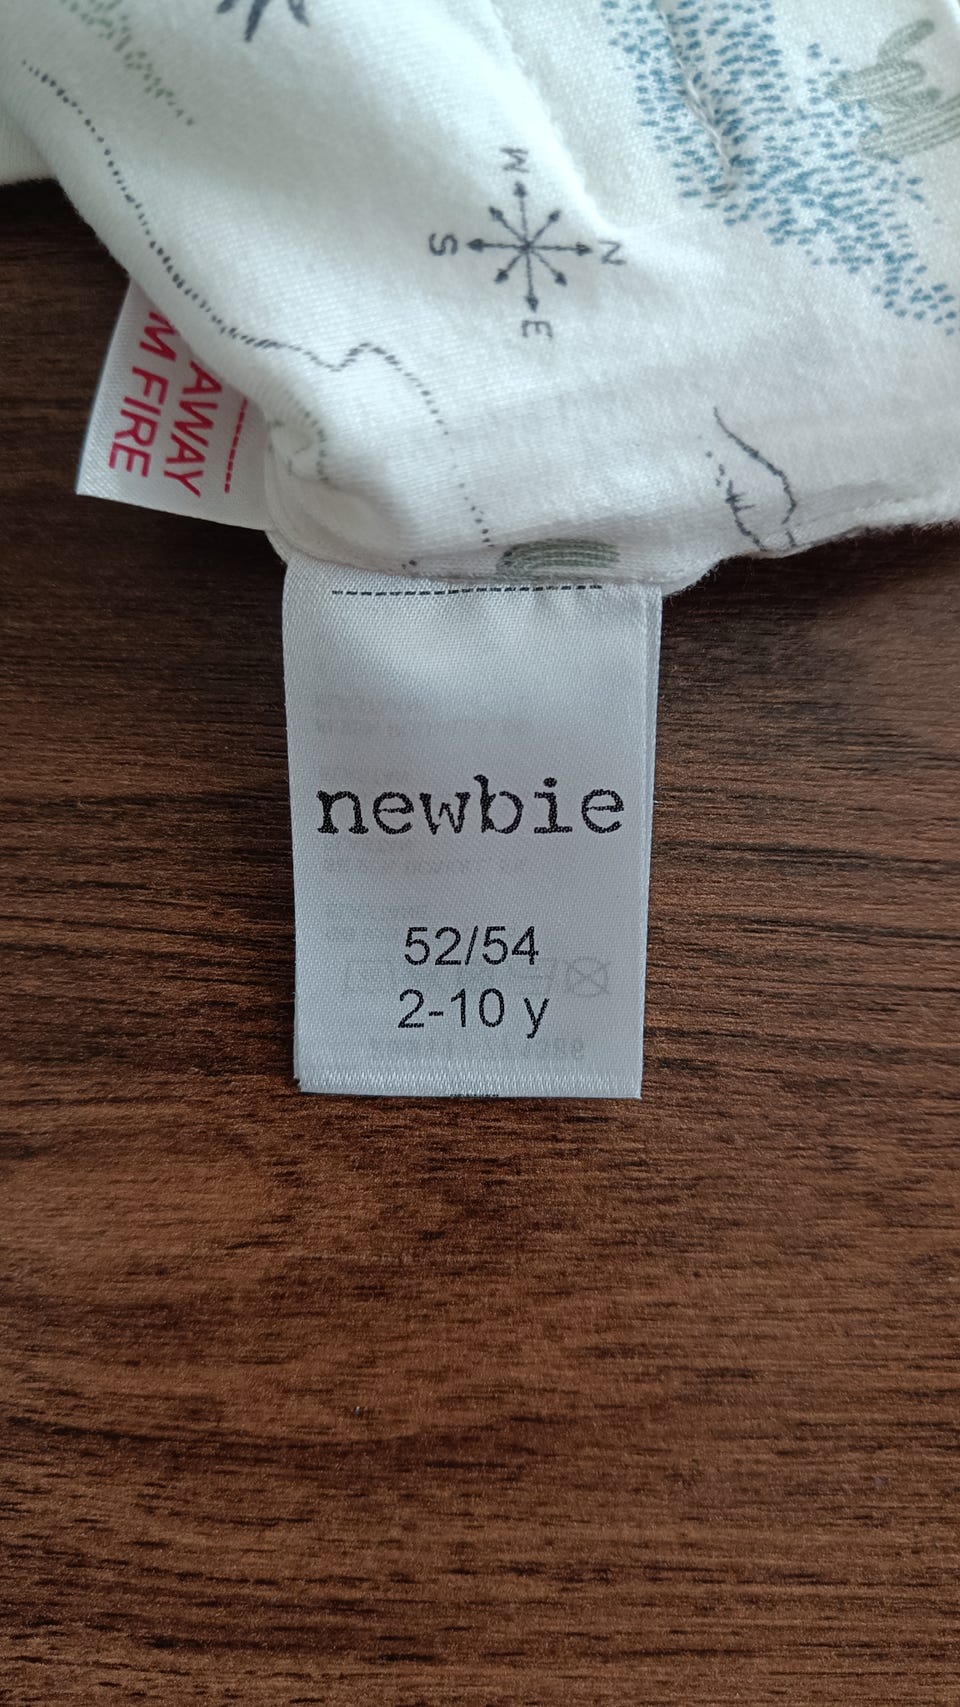 W
S N
E
AWAY
M FIRE
newbie
52/54
2-10 y